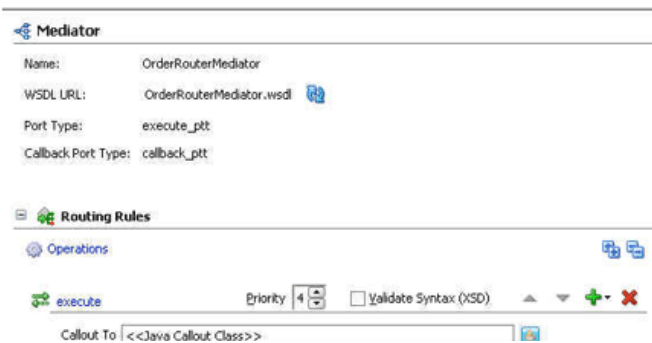 Mediator
Name: OrderRouterMediator
WSDL URL: OrderRouterMediator.wsdl
Port Type: execute_ptt
Callback Port Type: callback_ptt
Routing Rules
Operations
execute Priority 4 Validate Syntax (XSD)
Callout To <<Java Callout Class>>